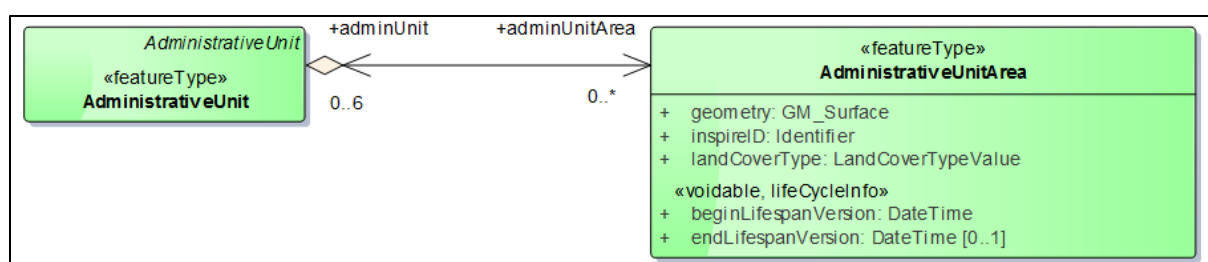 AdministrativeUnit
«featureType»
AdministrativeUnit
+adminUnit
+adminUnitArea
0..6
0..*
«featureType»
AdministrativeUnitArea
+ geometry: GM_Surface
+ inspireID: Identifier
+ landCoverType: LandCoverTypeValue
«voidable, lifeCycleInfo»
+ beginLifespanVersion: DateTime
+ endLifespanVersion: DateTime [0..1]